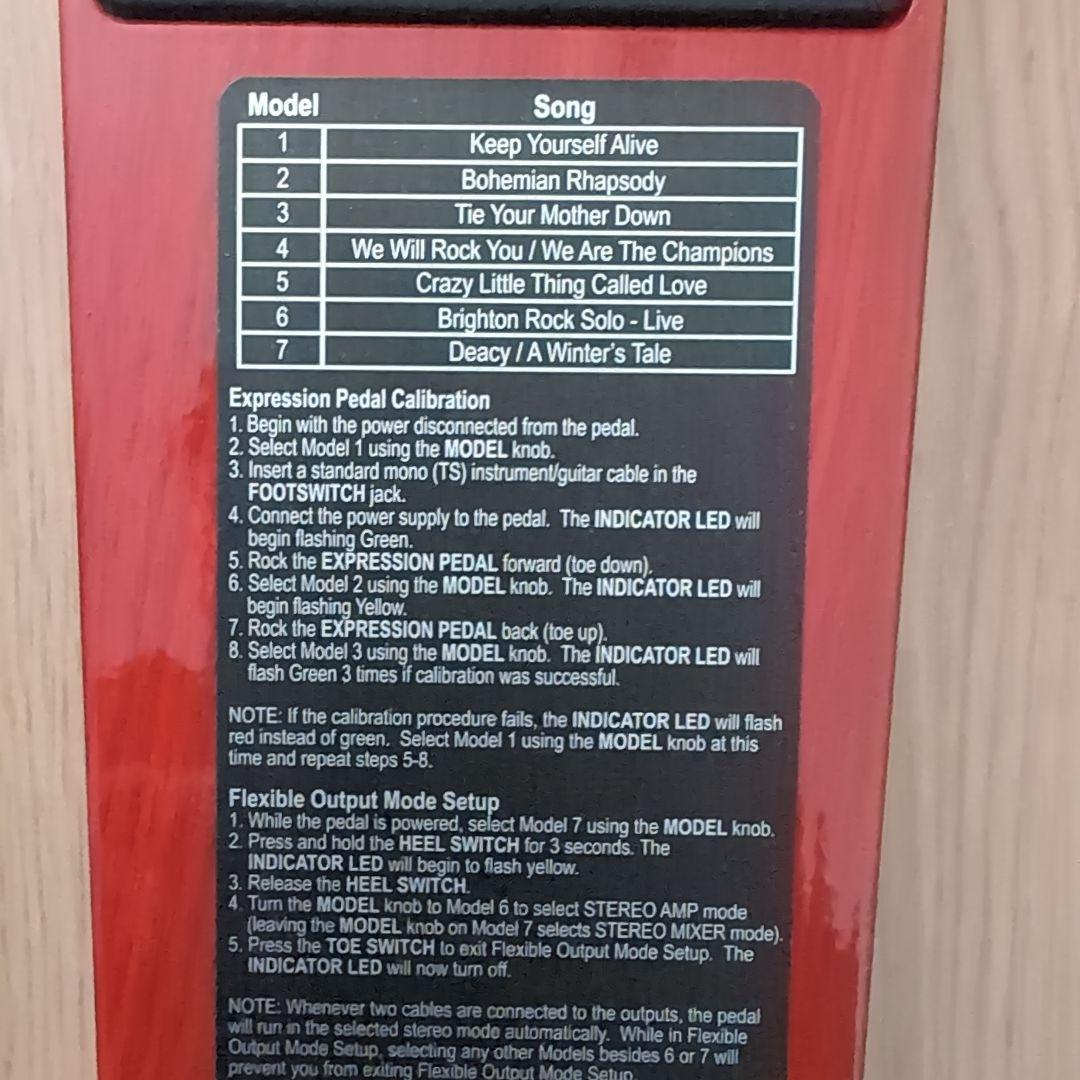 Model Song
1 Keep Yourself Alive
2 Bohemian Rhapsody
3 Tie Your Mother Down
4 We Will Rock You / We Are The Champions
5 Crazy Little Thing Called Love
6 Brighton Rock Solo - Live
7 Deacy / A Winter's Tale
Expression Pedal Calibration
1. Begin with the power disconnected from the pedal.
2. Select Model 1 using the MODEL knob.
3. Insert a standard mono (TS) instrument/guitar cable in the
FOOTSWITCH jack.
4. Connect the power supply to the pedal. The INDICATOR LED will
begin flashing Green.
5. Rock the EXPRESSION PEDAL forward (toe down).
6. Select Model 2 using the MODEL knob. The INDICATOR LED will
begin flashing Yellow.
7. Rock the EXPRESSION PEDAL back (toe up).
8. Select Model 3 using the MODEL knob. The INDICATOR LED will
flash Green 3 times if calibration was successful.
NOTE: If the calibration procedure fails, the INDICATOR LED will flash
red instead of green. Select Model 1 using the MODEL knob at this
time and repeat steps 5-8.
Flexible Output Mode Setup
1. While the pedal is powered, select Model 7 using the MODEL knob.
2. Press and hold the HEEL SWITCH for 3 seconds. The
INDICATOR LED will begin to flash yellow.
3. Release the HEEL SWITCH.
4. Turn the MODEL knob to Model 6 to select STEREO AMP mode
(leaving the MODEL knob on Model 7 selects STEREO MIXER mode).
5. Press the TOE SWITCH to exit Flexible Output Mode Setup. The
INDICATOR LED will now turn off.
NOTE: Whenever two cables are connected to the outputs, the pedal
will run in the selected stereo mode automatically. While in Flexible
Output Mode Setup, selecting any other Models besides 6 or 7 will
prevent you from exiting Flexible Output Mode Setup.